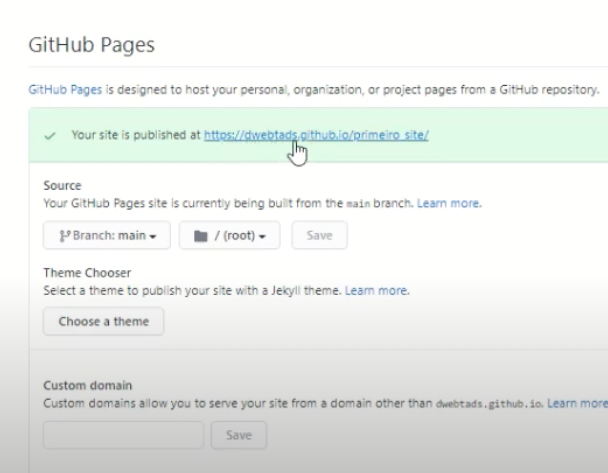 GitHub Pages
GitHub Pages is designed to host your personal, organization, or project pages from a GitHub repository.
Your site is published at https://dwebtads.github.io/primeiro_site/
Source
Your GitHub Pages site is currently being built from the main branch. Learn more.
Branch: main
/ (root)
Save
Theme Chooser
Select a theme to publish your site with a Jekyll theme. Learn more.
Choose a theme
Custom domain
Custom domains allow you to serve your site from a domain other than dwebtads.github.io. Learn more
Save